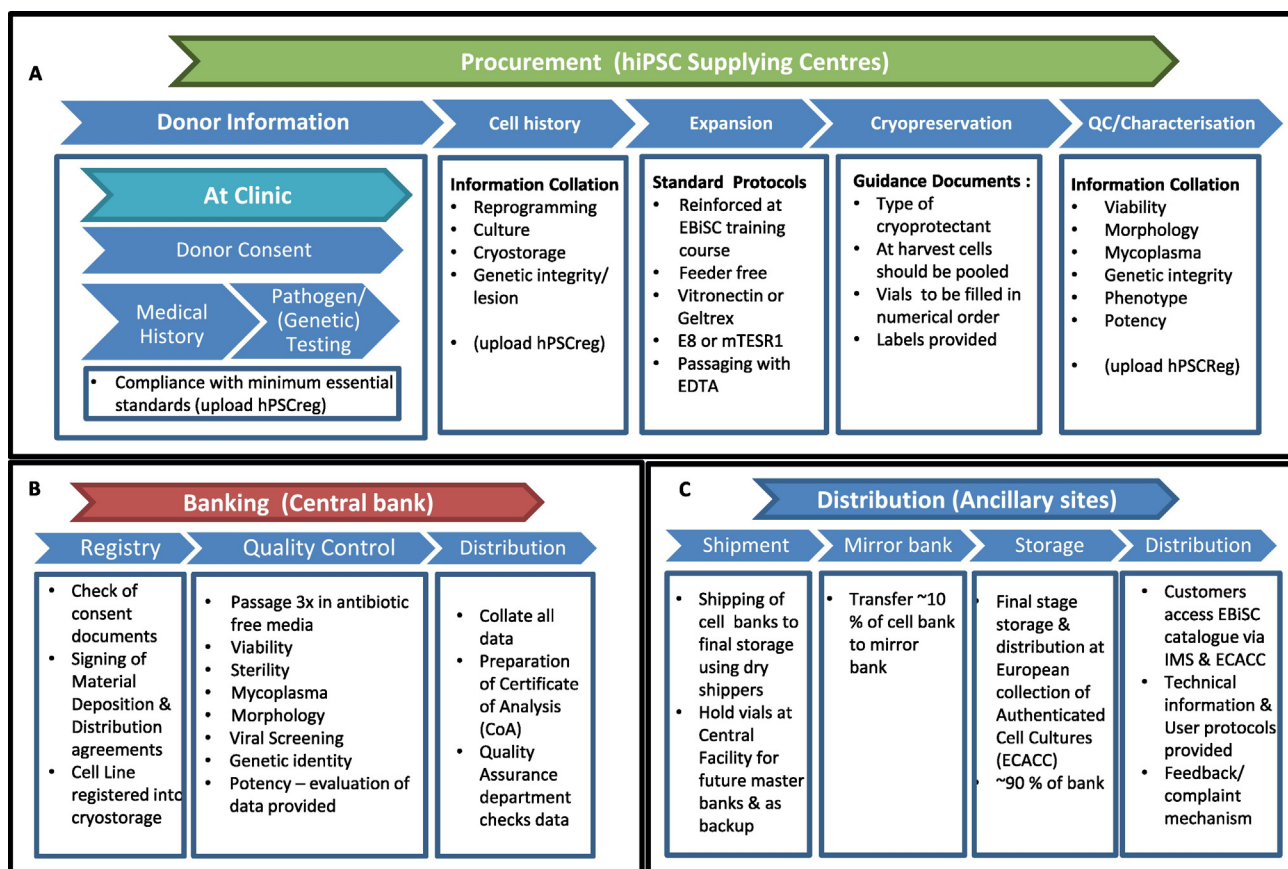 A
Procurement (hiPSC Supplying Centres)
Donor Information
At Clinic
Donor Consent
Medical
History
Pathogen/
(Genetic)
Testing
• Compliance with minimum essential
standards (upload hPSCreg)
Cell history
Information Collation
• Reprogramming
• Culture
• Cryostorage
• Genetic integrity/
lesion
• (upload hPSCreg)
Expansion
Standard Protocols
• Reinforced at
EBiSC training
course
• Feeder free
• Vitronectin or
Geltrex
• E8 or mTESR1
• Passaging with
EDTA
Cryopreservation
Guidance Documents :
• Type of
cryoprotectant
• At harvest cells
should be pooled
• Vials to be filled in
numerical order
• Labels provided
QC/Characterisation
Information Collation
• Viability
• Morphology
• Mycoplasma
• Genetic integrity
• Phenotype
• Potency
• (upload hPSCReg)
B
Banking (Central bank)
Registry
• Check of
consent
documents
• Signing of
Material
Deposition &
Distribution
agreements
• Cell Line
registered into
cryostorage
Quality Control
• Passage 3x in antibiotic
free media
• Viability
• Sterility
• Mycoplasma
• Morphology
• Viral Screening
• Genetic identity
• Potency – evaluation of
data provided
Distribution
• Collate all
data
• Preparation
of Certificate
of Analysis
(CoA)
• Quality
Assurance
department
checks data
C
Distribution (Ancillary sites)
Shipment
• Shipping of
cell banks to
final storage
using dry
shippers
• Hold vials at
Central
Facility for
future master
banks & as
backup
Mirror bank
• Transfer ~10
% of cell bank
to mirror
bank
Storage
• Final stage
storage &
distribution at
European
collection of
Authenticated
Cell Cultures
(ECACC)
• ~90 % of bank
Distribution
• Customers
access EBiSC
catalogue via
IMS & ECACC
• Technical
information &
User protocols
provided
• Feedback/
complaint
mechanism